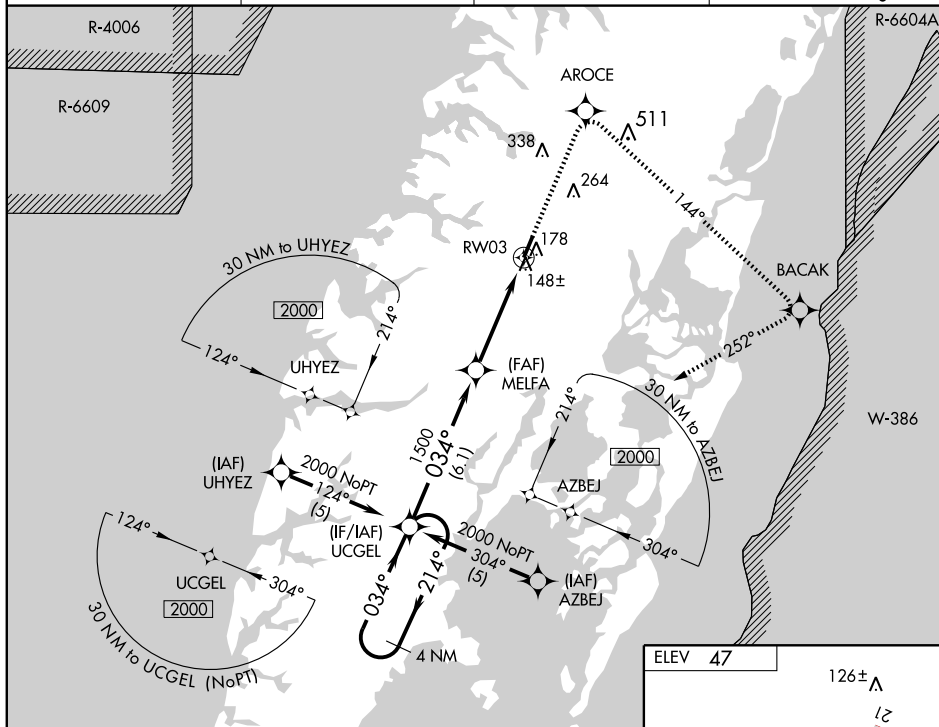 R-4006
R-6604A
R-6609
AROCE
511
338
264
144°
RW03
178
148±
BACAK
252°
30 NM to UHYEZ
2000
214°
124°
UHYEZ
(FAF)
MELFA
30 NM to AZBEJ
214°
2000
W-386
1500
034°
(6.1)
AZBEJ
304°
(IAF)
UHYEZ
2000 NoPT
124°
(5)
(IF/IAF)
UCGEL
2000 NoPT
304°
(5)
(IAF)
AZBEJ
124°
UCGEL
304°
2000
30 NM to UCGEL (NoPT)
034°
214°
4 NM
ELEV 47
126±
21